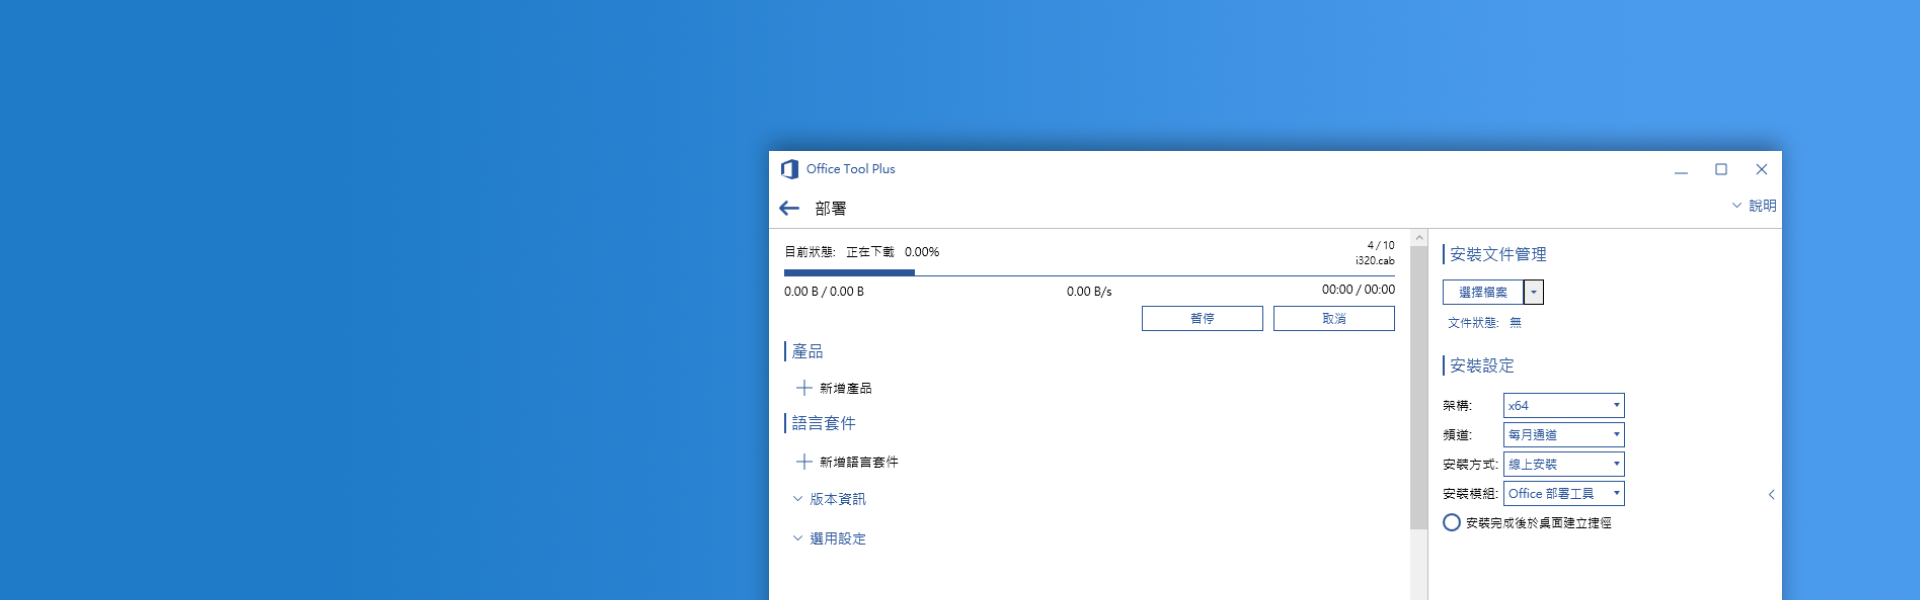 Office Tool Plus
部署
說明
目前狀態: 正在下載 0.00%
4 / 10
i320.cab
0.00 B / 0.00 B
0.00 B/s
00:00 / 00:00
暫停
取消
產品
新增產品
語言套件
新增語言套件
版本資訊
選用設定
安裝文件管理
選擇檔案
文件狀態: 無
安裝設定
架構: x64
頻道: 每月通道
安裝方式: 線上安裝
安裝模組: Office 部署工具
安裝完成後於桌面建立捷徑